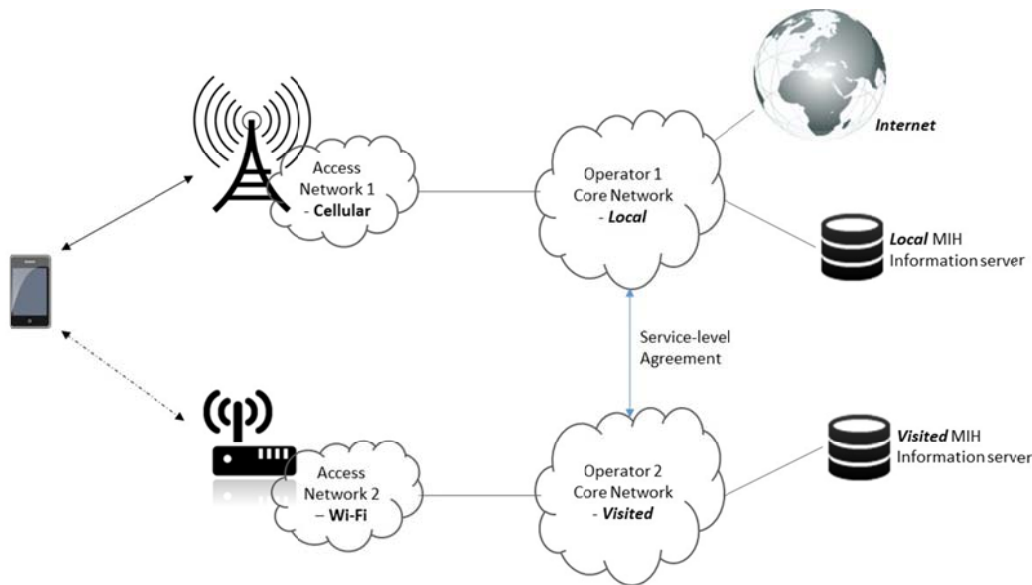 Internet
Access
Network 1
- Cellular
Operator 1
Core Network
- Local
Local MIH
Information server
Service-level
Agreement
Access
Network 2
– Wi-Fi
Operator 2
Core Network
- Visited
Visited MIH
Information server